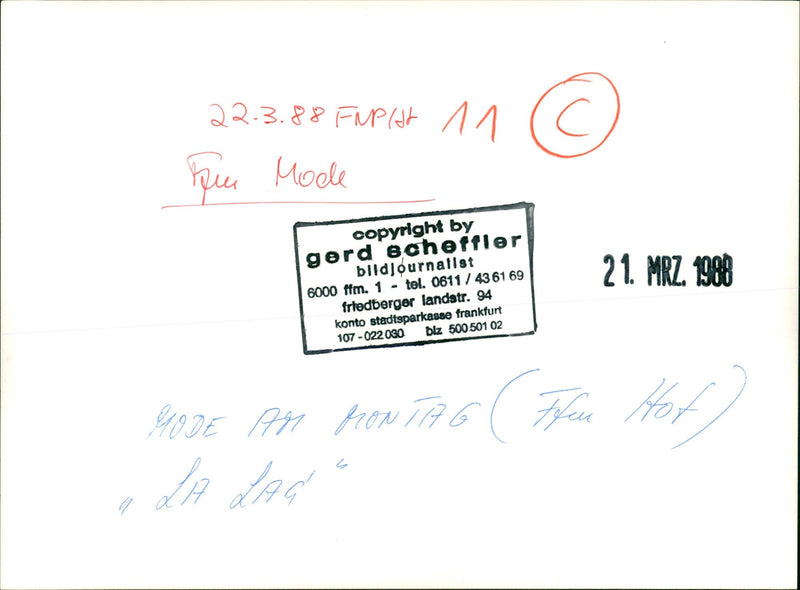 22.3.88 FNP/St 11 C
Ffm Mode
copyright by
gerd scheffler
bildjournalist
6000 ffm. 1 - tel. 0611 / 43 61 69
friedberger landstr. 94
konto stadtsparkasse frankfurt
107-022 030 blz 500 501 02
21. MRZ. 1988
MODE AM MONTAG (Ffm Hof)
„LA LAG"